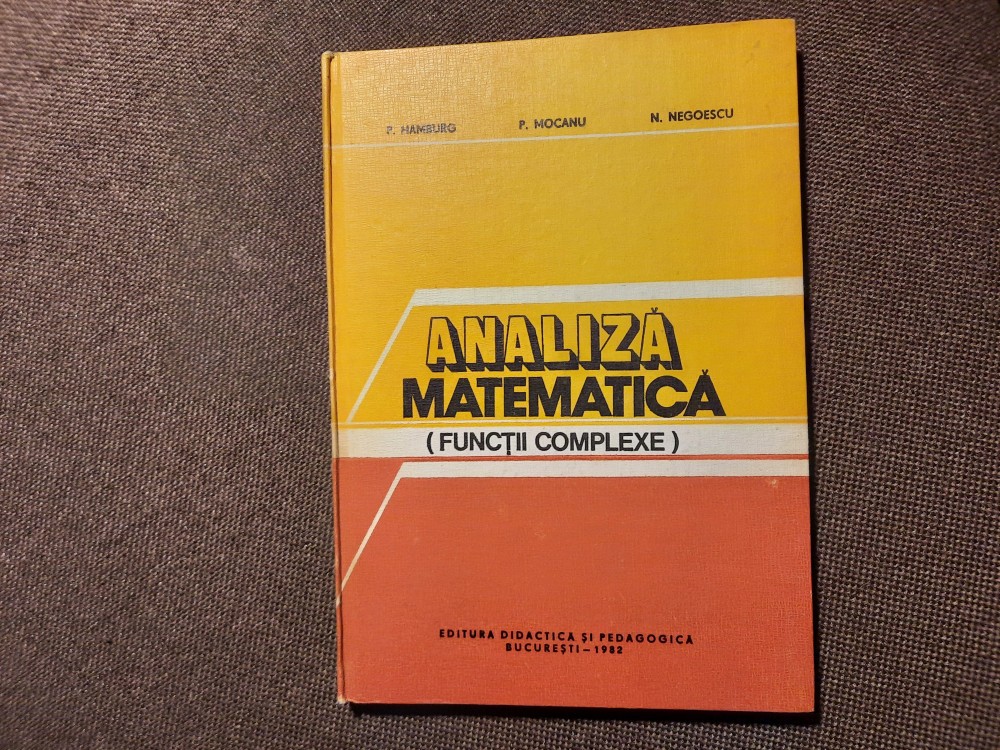 P. HAMBURG P. MOCANU N. NEGOESCU
ANALIZĂ
MATEMATICĂ
(FUNCȚII COMPLEXE)
EDITURA DIDACTICA ȘI PEDAGOGICA
BUCUREȘTI – 1982